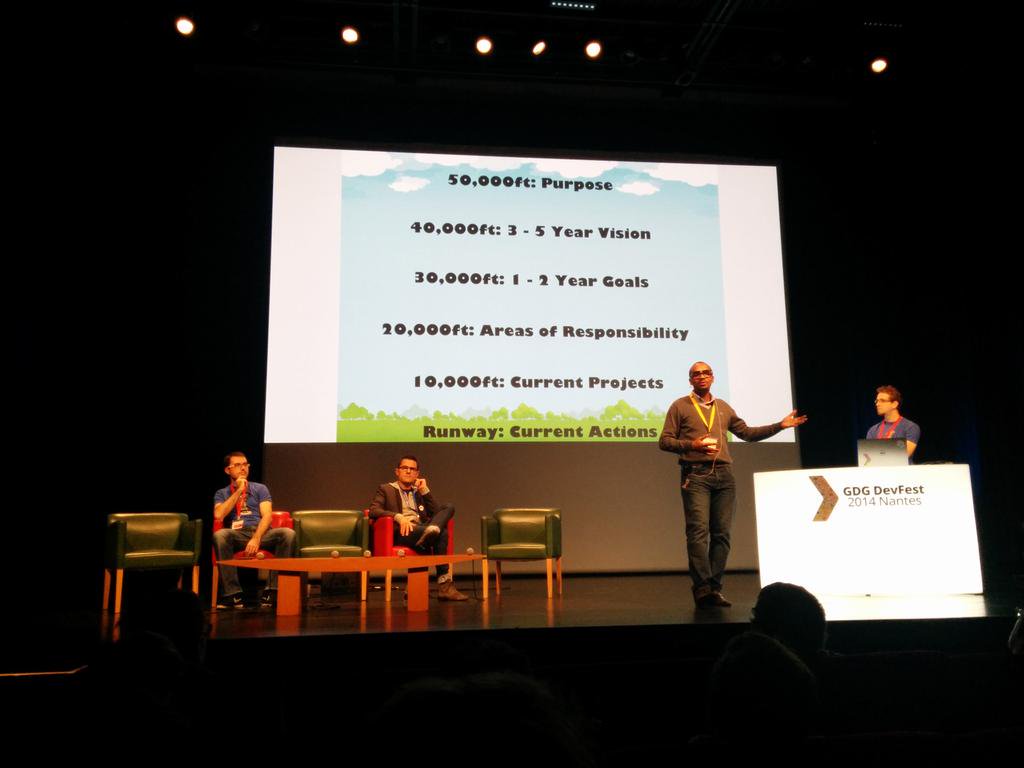 50,000ft: Purpose
40,000ft: 3 - 5 Year Vision
30,000ft: 1 - 2 Year Goals
20,000ft: Areas of Responsibility
10,000ft: Current Projects
Runway: Current Actions
GDG DevFest
2014 Nantes